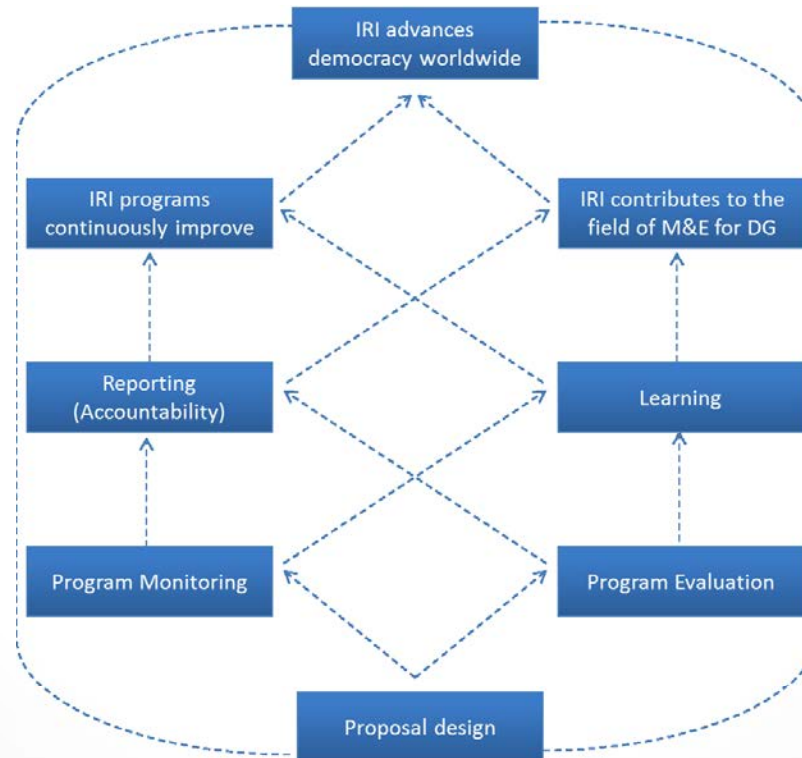 IRI advances
democracy worldwide
IRI programs
continuously improve
IRI contributes to the
field of M&E for DG
Reporting
(Accountability)
Learning
Program Monitoring
Program Evaluation
Proposal design